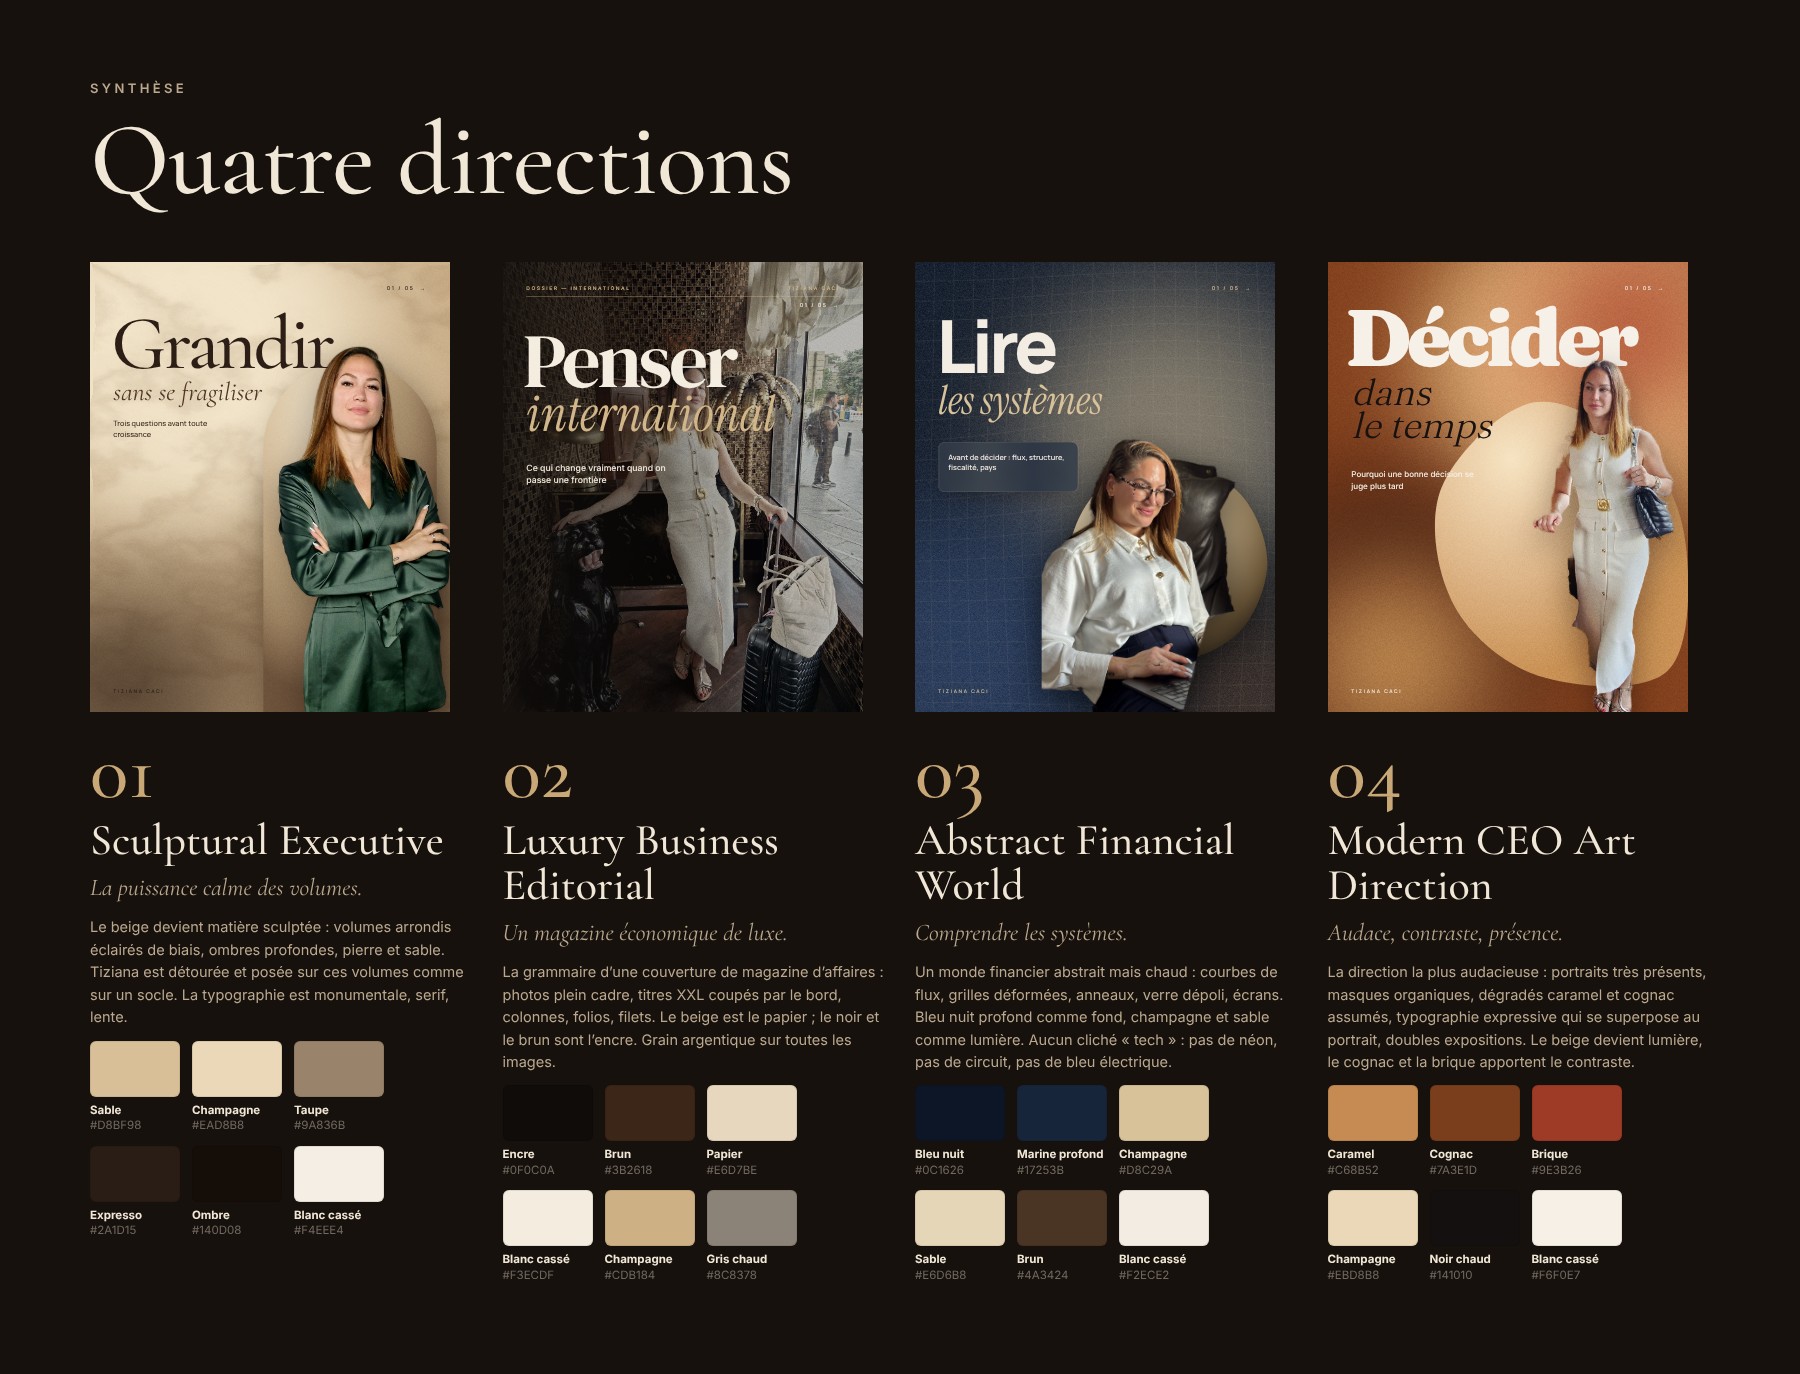 SYNTHÈSE
Quatre directions
01 / 05 →
Grandir
sans se fragiliser
Trois questions avant toute
croissance
TIZIANA CACI
DOSSIER — INTERNATIONAL
TIZIANA CACI
01 / 05
Penser
international
Ce qui change vraiment quand on
passe une frontière
01 / 05 →
Lire
les systèmes
Avant de décider : flux, structure,
fiscalité, pays
TIZIANA CACI
01 / 05 →
Décider
dans
le temps
Pourquoi une bonne décision se
juge plus tard
TIZIANA CACI
01
Sculptural Executive
La puissance calme des volumes.
Le beige devient matière sculptée : volumes arrondis
éclairés de biais, ombres profondes, pierre et sable.
Tiziana est détourée et posée sur ces volumes comme
sur un socle. La typographie est monumentale, serif,
lente.
Sable
#D8BF98
Champagne
#EAD8B8
Taupe
#9A836B
Expresso
#2A1D15
Ombre
#140D08
Blanc cassé
#F4EEE4
02
Luxury Business
Editorial
Un magazine économique de luxe.
La grammaire d’une couverture de magazine d’affaires :
photos plein cadre, titres XXL coupés par le bord,
colonnes, folios, filets. Le beige est le papier ; le noir et
le brun sont l’encre. Grain argentique sur toutes les
images.
Encre
#0F0C0A
Brun
#3B2618
Papier
#E6D7BE
Blanc cassé
#F3ECDF
Champagne
#CDB184
Gris chaud
#8C8378
03
Abstract Financial
World
Comprendre les systèmes.
Un monde financier abstrait mais chaud : courbes de
flux, grilles déformées, anneaux, verre dépoli, écrans.
Bleu nuit profond comme fond, champagne et sable
comme lumière. Aucun cliché « tech » : pas de néon,
pas de circuit, pas de bleu électrique.
Bleu nuit
#0C1626
Marine profond
#17253B
Champagne
#D8C29A
Sable
#E6D6B8
Brun
#4A3424
Blanc cassé
#F2ECE2
04
Modern CEO Art
Direction
Audace, contraste, présence.
La direction la plus audacieuse : portraits très présents,
masques organiques, dégradés caramel et cognac
assumés, typographie expressive qui se superpose au
portrait, doubles expositions. Le beige devient lumière,
le cognac et la brique apportent le contraste.
Caramel
#C68B52
Cognac
#7A3E1D
Brique
#9E3B26
Champagne
#EBD8B8
Noir chaud
#141010
Blanc cassé
#F6F0E7